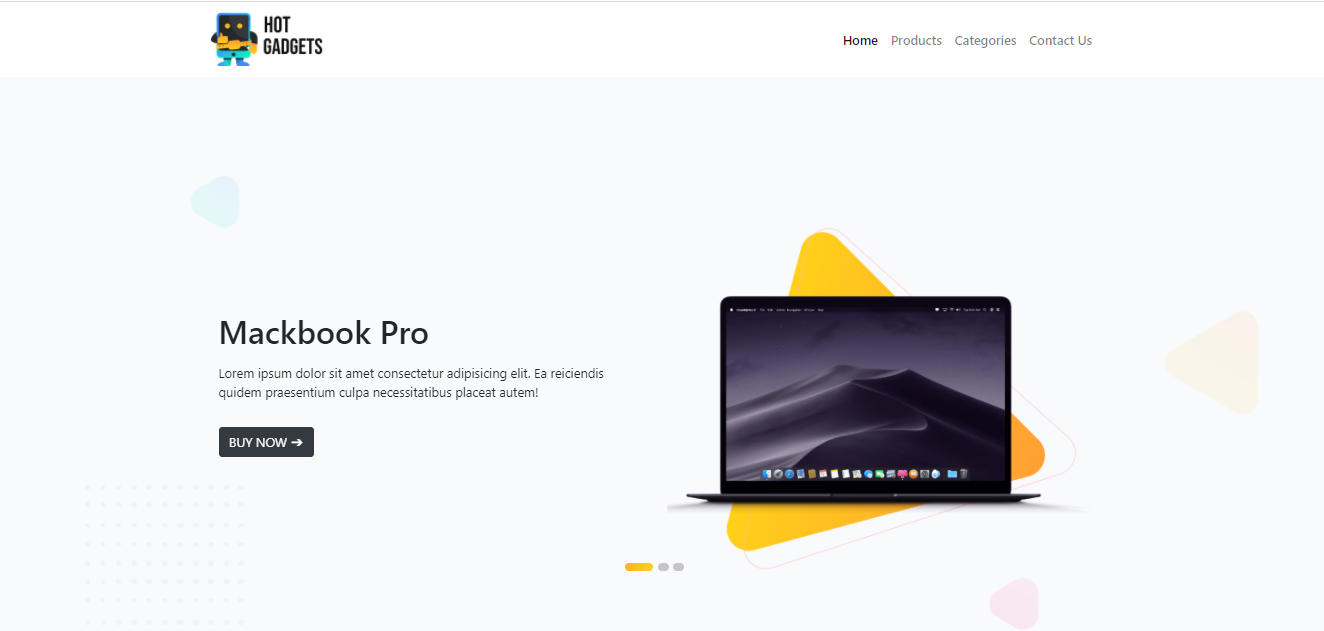 HOT
GADGETS
Home Products Categories Contact Us
Mackbook Pro
Lorem ipsum dolor sit amet consectetur adipisicing elit. Ea reiciendis
quidem praesentium culpa necessitatibus placeat autem!
BUY NOW ➔